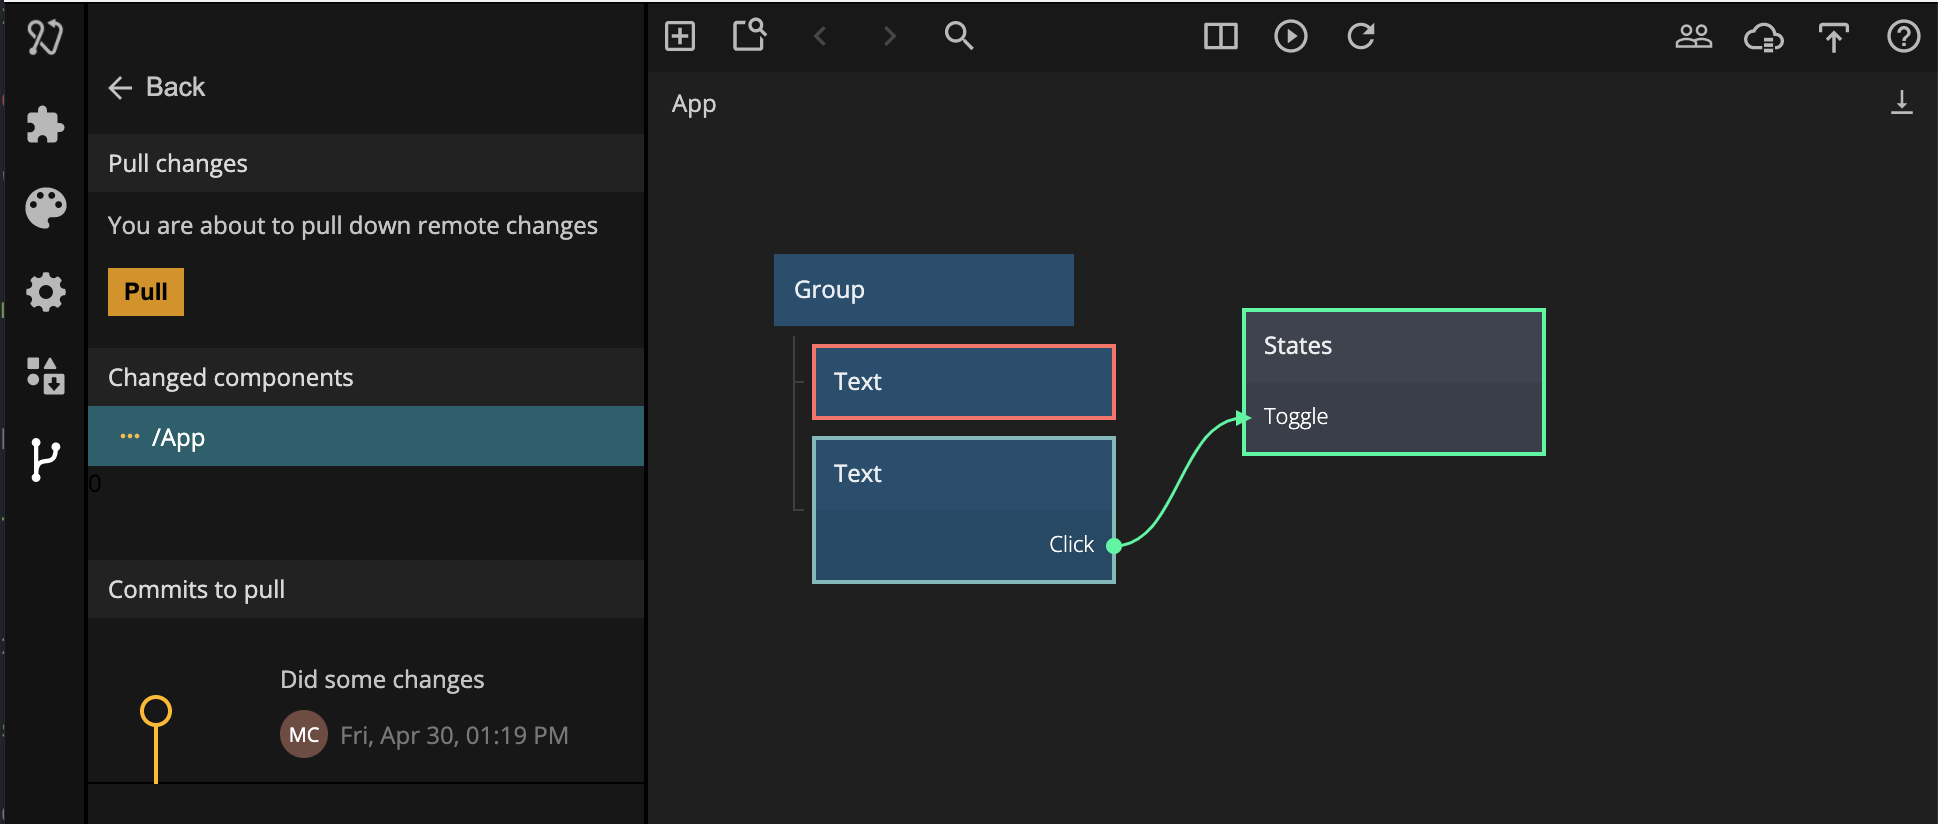 Back
Pull changes
You are about to pull down remote changes
Pull
Changed components
/App
0
Commits to pull
Did some changes
MC Fri, Apr 30, 01:19 PM
App
Group
Text
Text
Click
States
Toggle